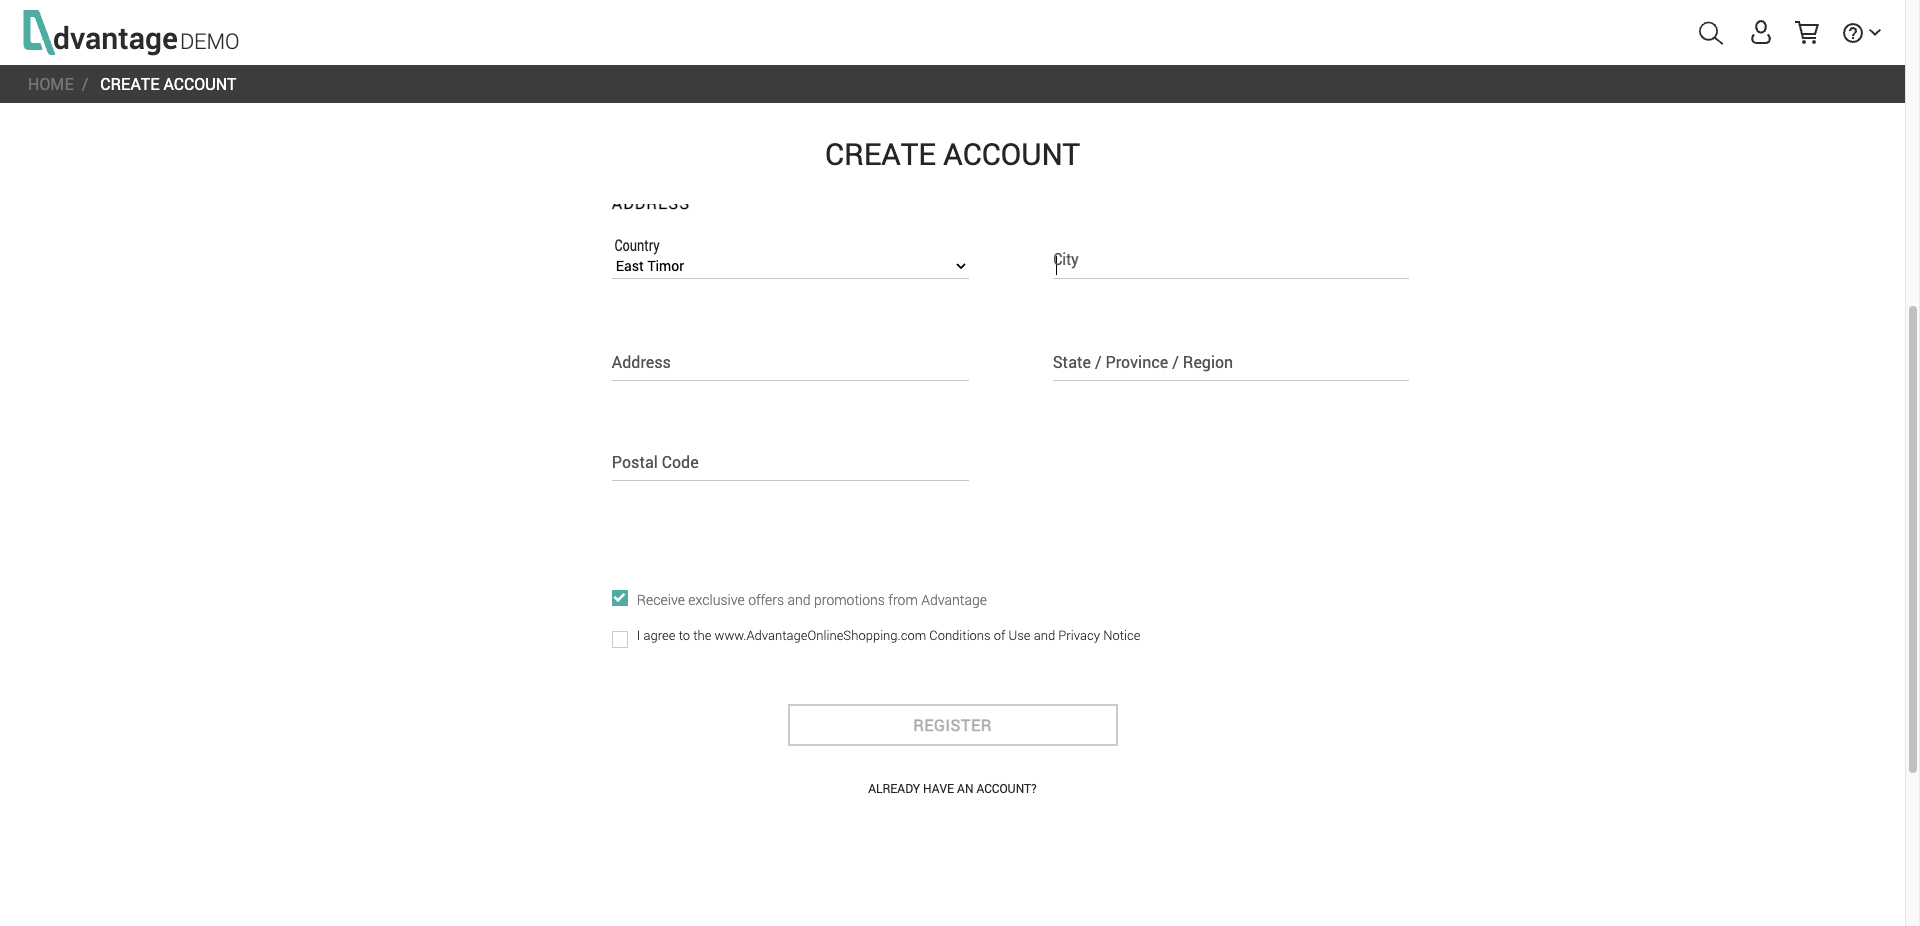 dvantage DEMO
HOME / CREATE ACCOUNT
CREATE ACCOUNT
ADDRESS
Country
East Timor
City
Address
State / Province / Region
Postal Code
Receive exclusive offers and promotions from Advantage
I agree to the www.AdvantageOnlineShopping.com Conditions of Use and Privacy Notice
REGISTER
ALREADY HAVE AN ACCOUNT?